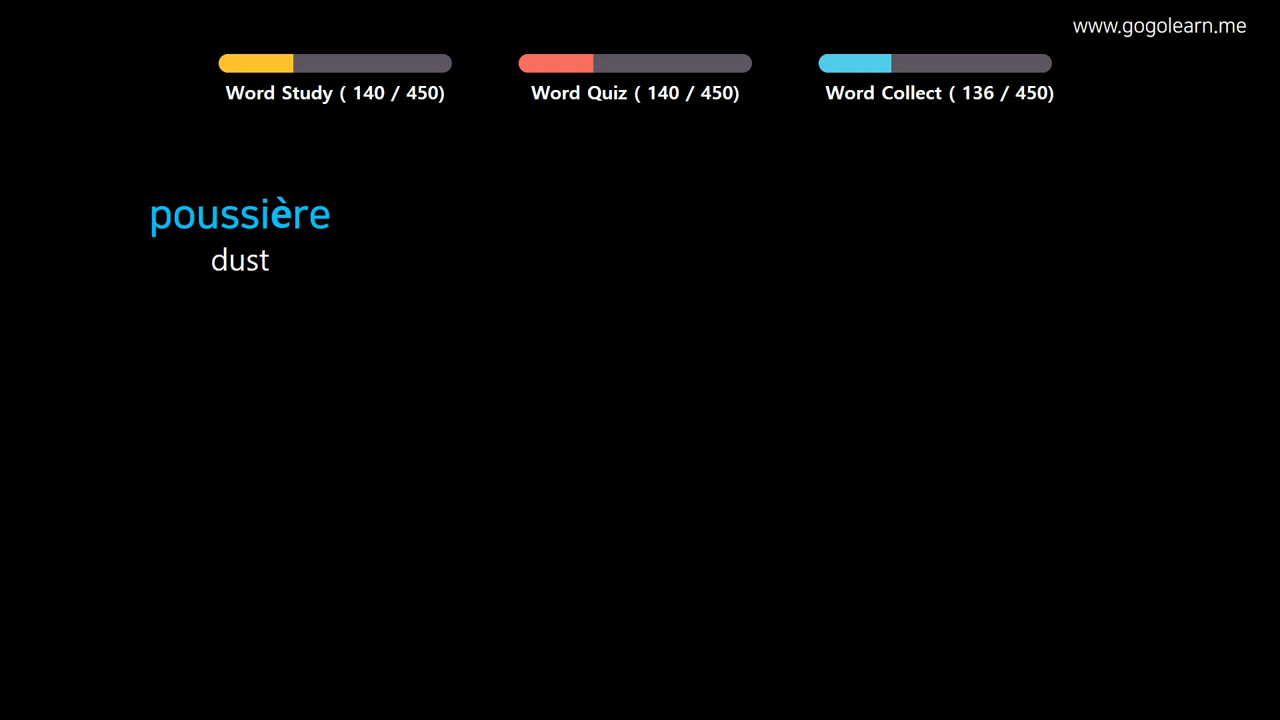 www.gogolearn.me
Word Study ( 140 / 450)
Word Quiz ( 140 / 450)
Word Collect ( 136 / 450)
poussière
dust